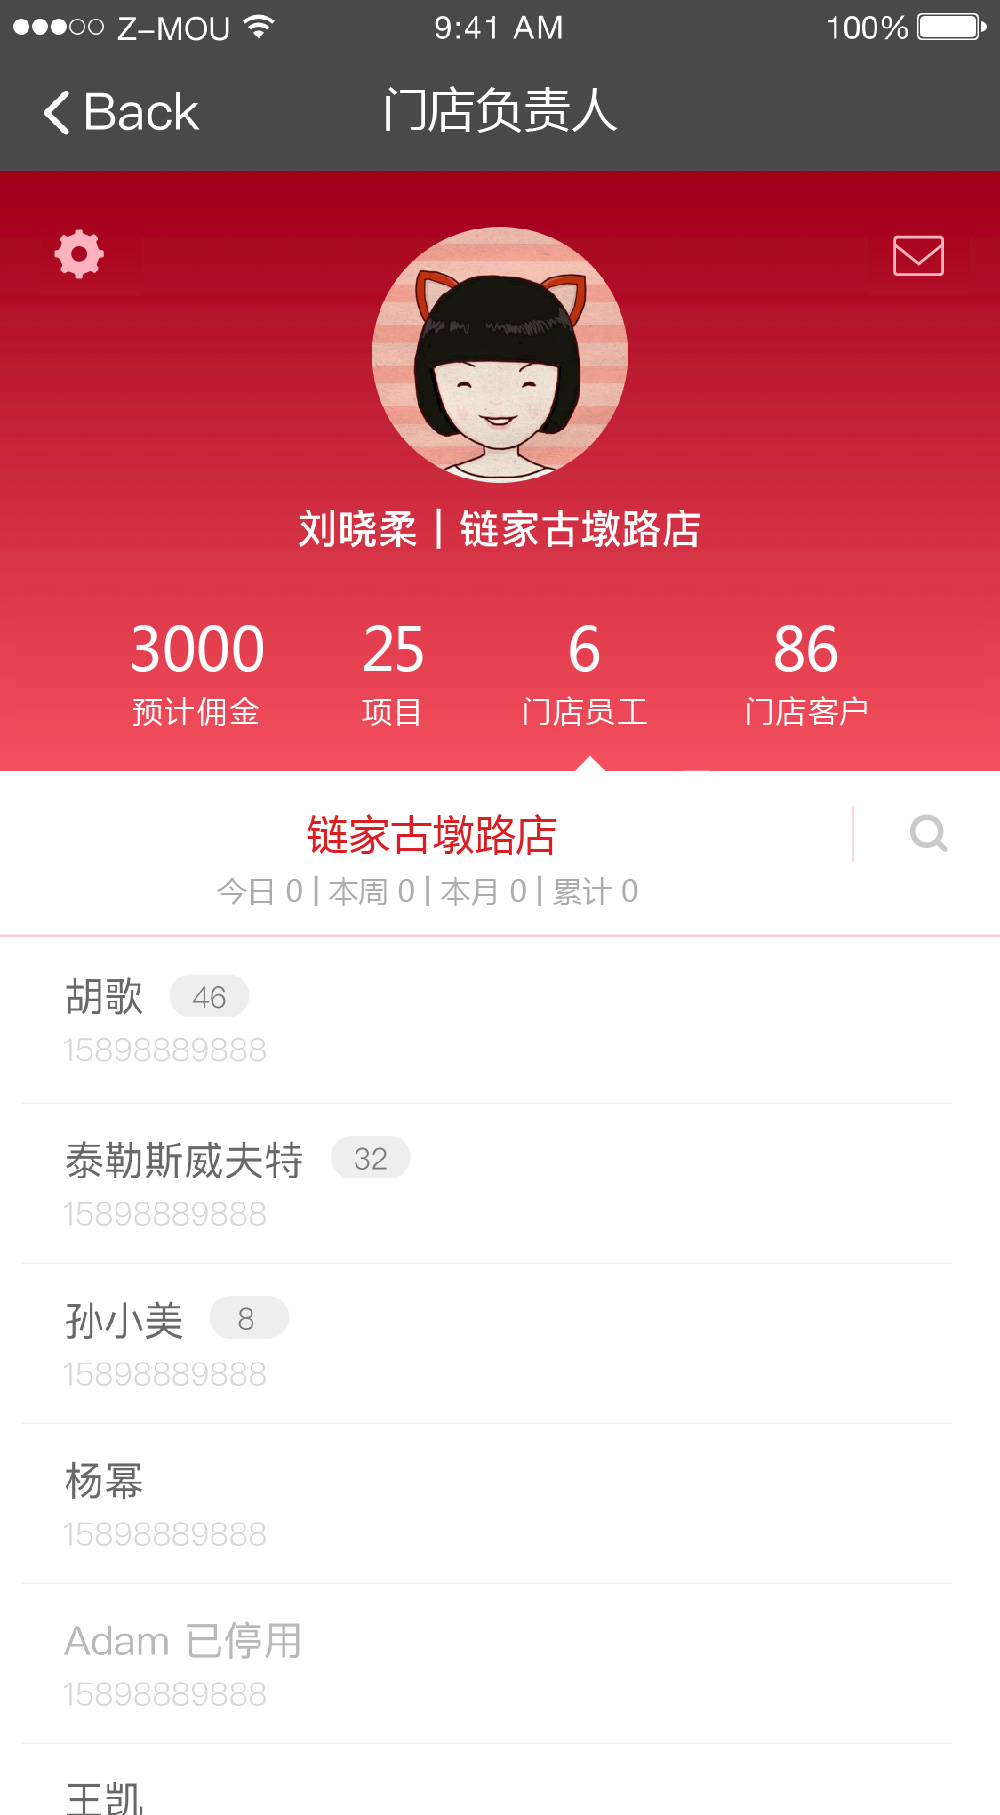 Z-MOU 9:41 AM 100%
Back 门店负责人
刘晓柔 | 链家古墩路店
3000 25 6 86
预计佣金 项目 门店员工 门店客户
链家古墩路店
今日 0 | 本周 0 | 本月 0 | 累计 0
胡歌 46
15898889888
泰勒斯威夫特 32
15898889888
孙小美 8
15898889888
杨幂
15898889888
Adam 已停用
15898889888
王凯